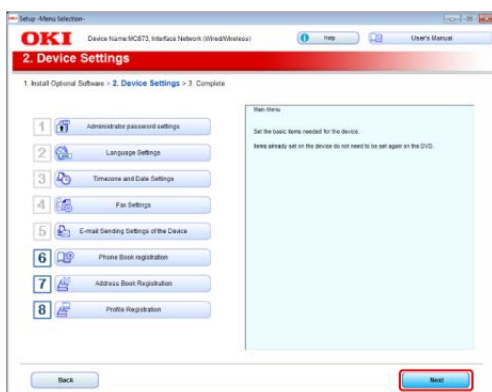 Setup -Menu Selection-
OKI Device Name:MC873, Interface Network (Wired/Wireless) Help User's Manual
2. Device Settings
1. Install Optional Software > 2. Device Settings > 3. Complete
Main Menu
Set the basic items needed for the device.
Items already set on the device do not need to be set again on the DVD.
1 Administrator password settings
2 Language Settings
3 Timezone and Date Settings
4 Fax Settings
5 E-mail Sending Settings of the Device
6 Phone Book registration
7 Address Book Registration
8 Profile Registration
Back Next